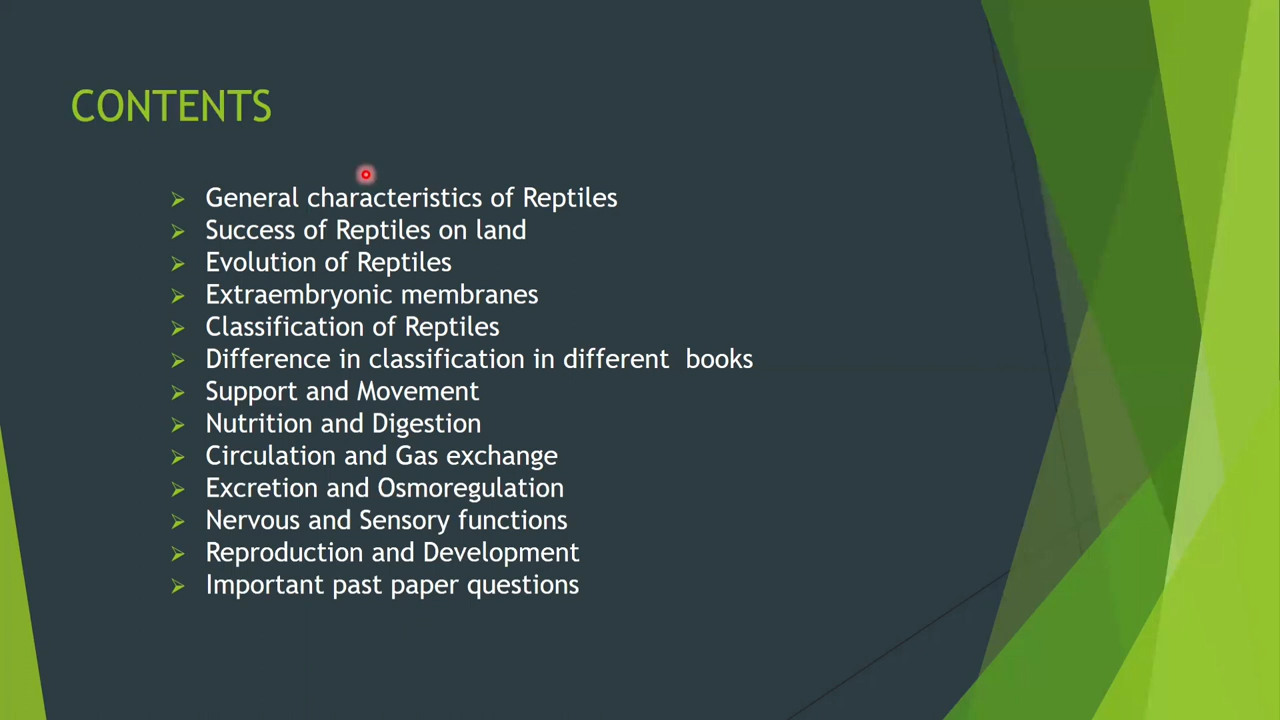 CONTENTS
General characteristics of Reptiles
Success of Reptiles on land
Evolution of Reptiles
Extraembryonic membranes
Classification of Reptiles
Difference in classification in different  books
Support and Movement
Nutrition and Digestion
Circulation and Gas exchange
Excretion and Osmoregulation
Nervous and Sensory functions
Reproduction and Development
Important past paper questions